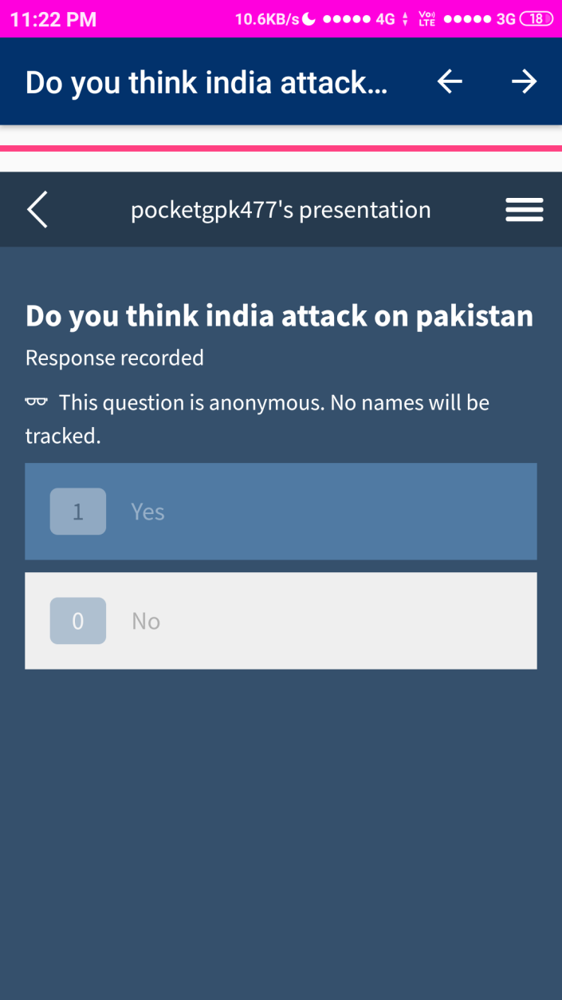 11:22 PM 10.6KB/s 4G Vo)) LTE 3G 18
Do you think india attack...
pocketgpk477's presentation
Do you think india attack on pakistan
Response recorded
This question is anonymous. No names will be
tracked.
1 Yes
0 No